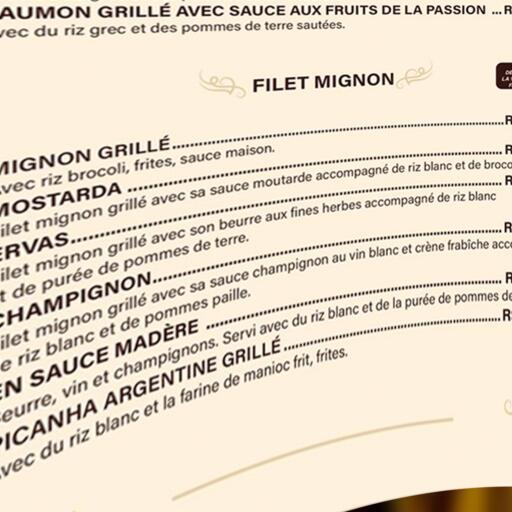 AUMON GRILLÉ AVEC SAUCE AUX FRUITS DE LA PASSION ...R
vec du riz grec et des pommes de terre sautées.
FILET MIGNON
MIGNON GRILLÉ...R
vec riz brocoli, frites, sauce maison.
MOSTARDA ...R
ilet mignon grillé avec sa sauce moutarde accompagné de riz blanc et de broco
ERVAS...R
ilet mignon grillé avec son beurre aux fines herbes accompagné de riz blanc
t de purée de pommes de terre.
CHAMPIGNON...R
ilet mignon grillé avec sa sauce champignon au vin blanc et crène fraîbîche acc
e riz blanc et de pommes paille.
EN SAUCE MADÈRE ...R
eurre, vin et champignons. Servi avec du riz blanc et de la purée de pommes de
PICANHA ARGENTINE GRILLÉ...R$
vec du riz blanc et la farine de manioc frit, frites.